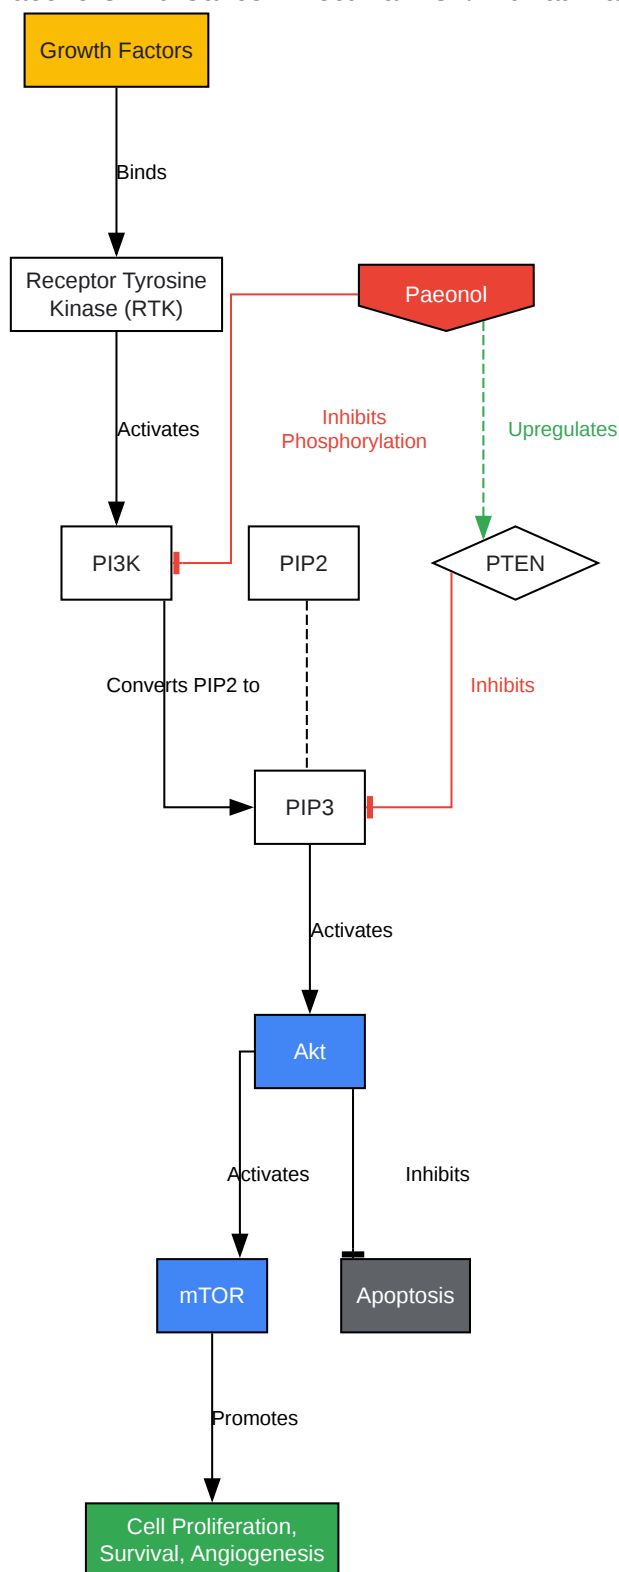 Growth Factors
Binds
Receptor Tyrosine
Kinase (RTK)
Paeonol
Activates
Inhibits
Phosphorylation
Upregulates
PI3K
PIP2
PTEN
Converts PIP2 to
Inhibits
PIP3
Activates
Akt
Activates
Inhibits
mTOR
Apoptosis
Promotes
Cell Proliferation,
Survival, Angiogenesis